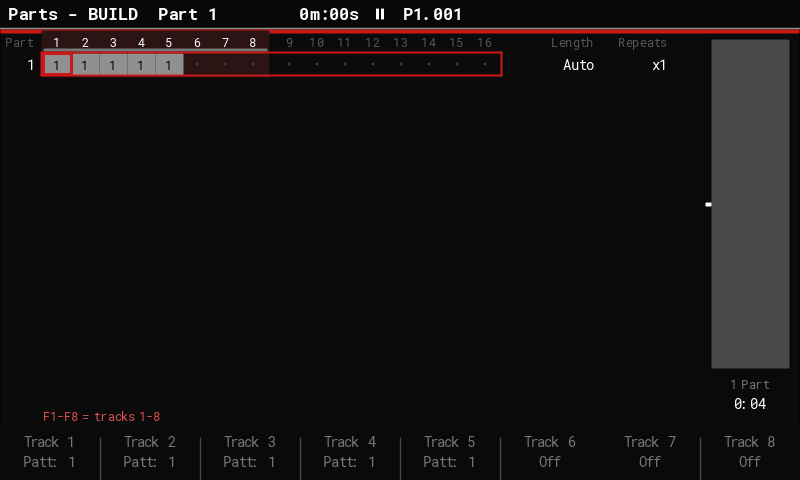 Parts - BUILD Part 1 0m:00s P1.001
Part 1 2 3 4 5 6 7 8 9 10 11 12 13 14 15 16 Length Repeats
1 1 1 1 1 1 · · · · · · · · · · · Auto x1
1 Part
0:04
F1-F8 = tracks 1-8
Track 1 Track 2 Track 3 Track 4 Track 5 Track 6 Track 7 Track 8
Patt: 1 Patt: 1 Patt: 1 Patt: 1 Patt: 1 Off Off Off